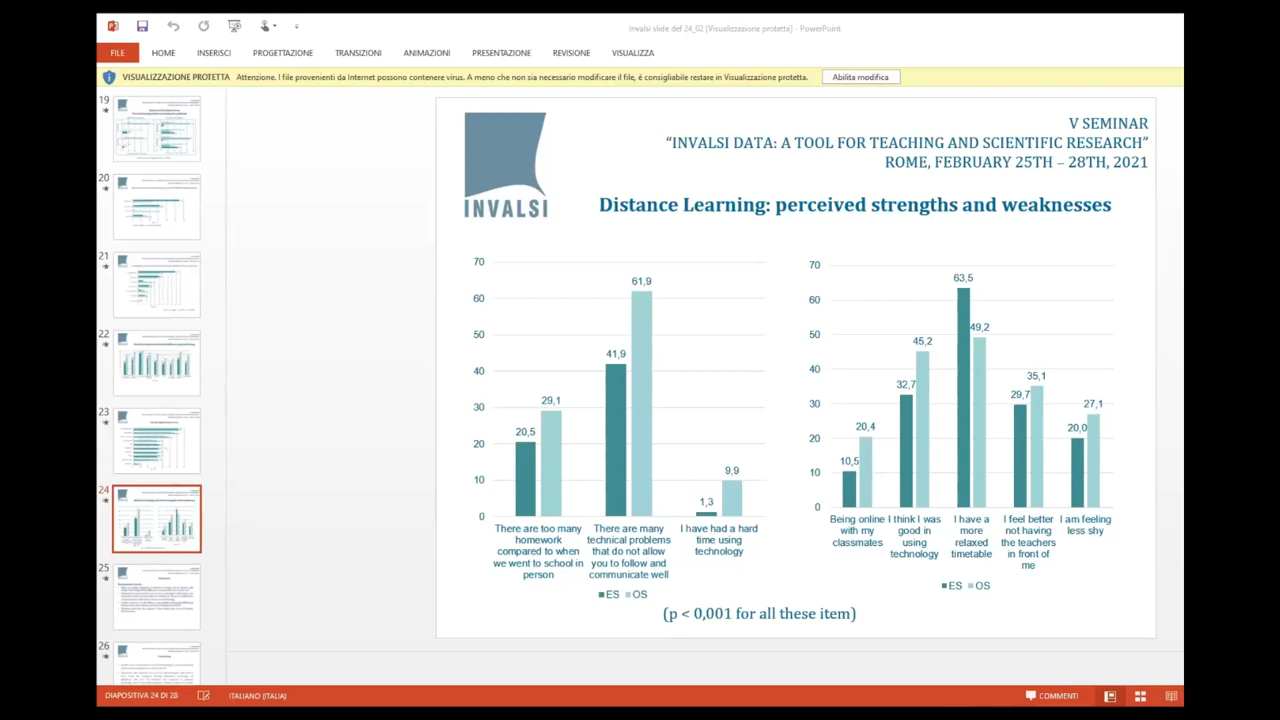 Invalsi slide def 24_02 [Visualizzazione protetta] - PowerPoint
FILE
HOME
INSERISCI
PROGETTAZIONE
TRANSIZIONI
ANIMAZIONI
PRESENTAZIONE
REVISIONE
VISUALIZZA
VISUALIZZAZIONE PROTETTA Attenzione. I file provenienti da Internet possono contenere virus. A meno che non sia necessario modificare il file, è consigliabile restare in Visualizzazione protetta.
Abilita modifica
19
20
21
22
23
24
25
26
INVALSI
V SEMINAR
“INVALSI DATA: A TOOL FOR TEACHING AND SCIENTIFIC RESEARCH”
ROME, FEBRUARY 25TH – 28TH, 2021
Distance Learning: perceived strengths and weaknesses
70
60
50
40
30
20
10
0
20,5
29,1
41,9
61,9
1,3
9,9
There are too many
homework
compared to when
we went to school in
person
There are many
technical problems
that do not allow
you to follow and
communicate well
I have had a hard
time using
technology
ES OS
70
60
50
40
30
20
10
0
10,5
20,4
32,7
45,2
63,5
49,2
29,7
35,1
20,0
27,1
Being online
with my
classmates
I think I was
good in
using
technology
I have a
more
relaxed
timetable
I feel better
not having
the teachers
in front of
me
I am feeling
less shy
ES OS
(p < 0,001 for all these item)
DIAPOSITIVA 24 DI 28
ITALIANO (ITALIA)
COMMENTI